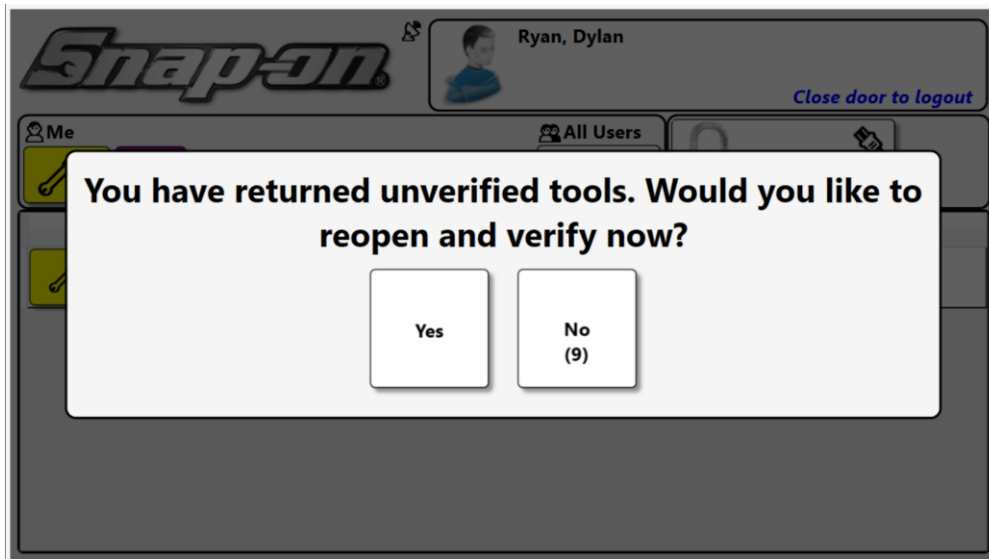 Snap-on
Ryan, Dylan
Close door to logout
Me
All Users
You have returned unverified tools. Would you like to
reopen and verify now?
Yes
No
(9)